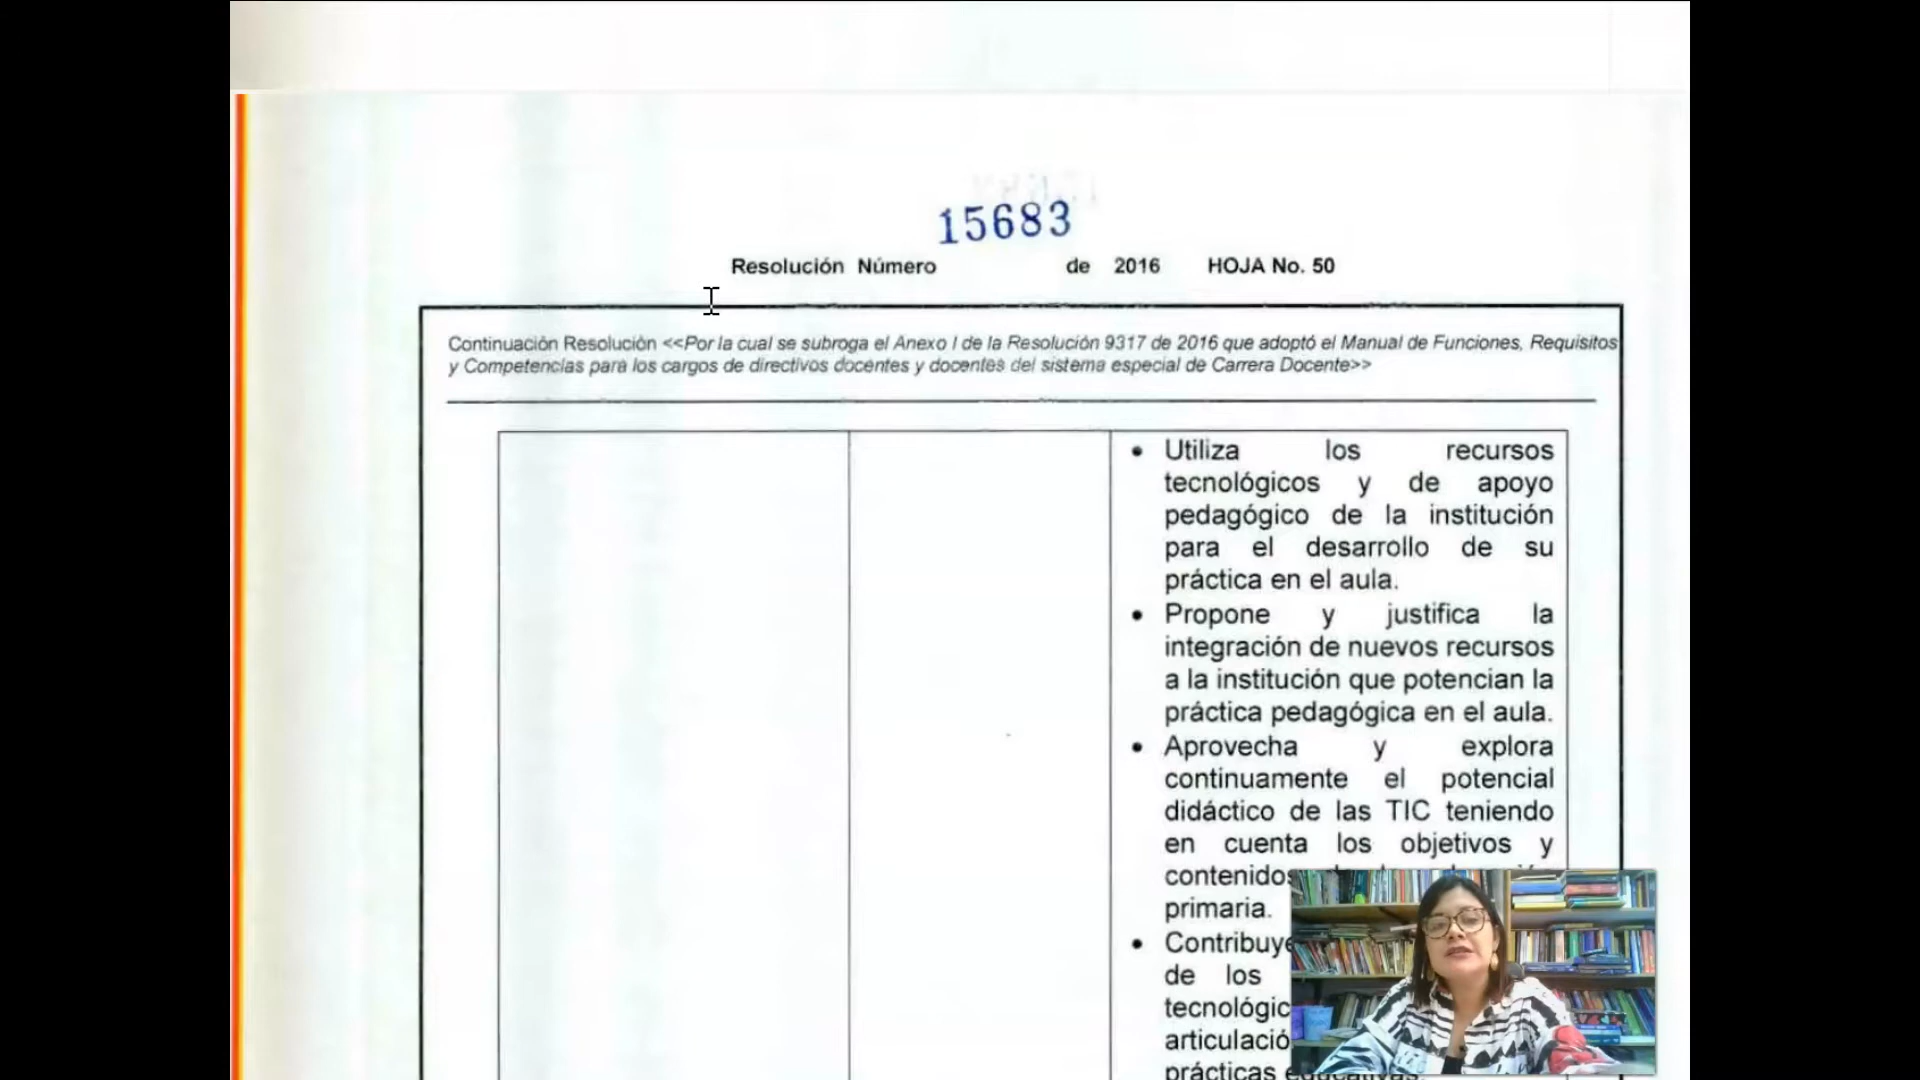 15683
Resolución Número de 2016 HOJA No. 50
Continuación Resolución <<Por la cual se subroga el Anexo I de la Resolución 9317 de 2016 que adoptó el Manual de Funciones, Requisitos
y Competencias para los cargos de directivos docentes y docentes del sistema especial de Carrera Docente>>
• Utiliza los recursos
tecnológicos y de apoyo
pedagógico de la institución
para el desarrollo de su
práctica en el aula.
• Propone y justifica la
integración de nuevos recursos
a la institución que potencian la
práctica pedagógica en el aula.
• Aprovecha y explora
continuamente el potencial
didáctico de las TIC teniendo
en cuenta los objetivos y
contenidos
primaria.
• Contribuye
de los
tecnológic
articulació
prácticas